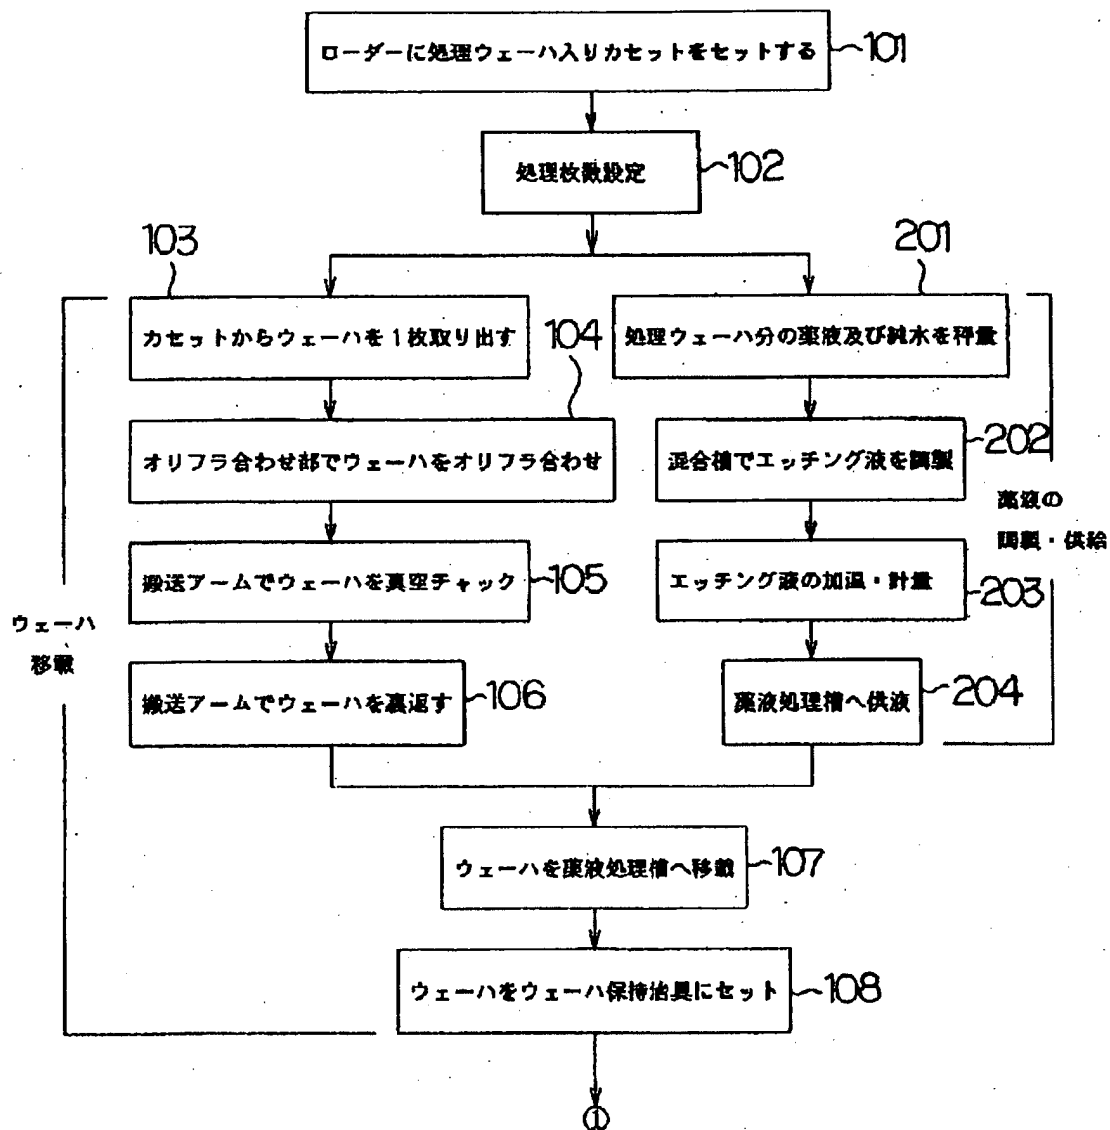 ローダーに処理ウェーハ入りカセットをセットする
101
処理枚数設定
102
103
カセットからウェーハを1枚取り出す
104
オリフラ合わせ部でウェーハをオリフラ合わせ
搬送アームでウェーハを真空チャック
105
搬送アームでウェーハを裏返す
106
ウェーハ
移載
201
処理ウェーハ分の薬液及び純水を秤量
202
混合槽でエッチング液を調製
エッチング液の加温・計量
203
薬液処理槽へ供液
204
薬液の
調製・供給
ウェーハを薬液処理槽へ移載
107
ウェーハをウェーハ保持治具にセット
108
①